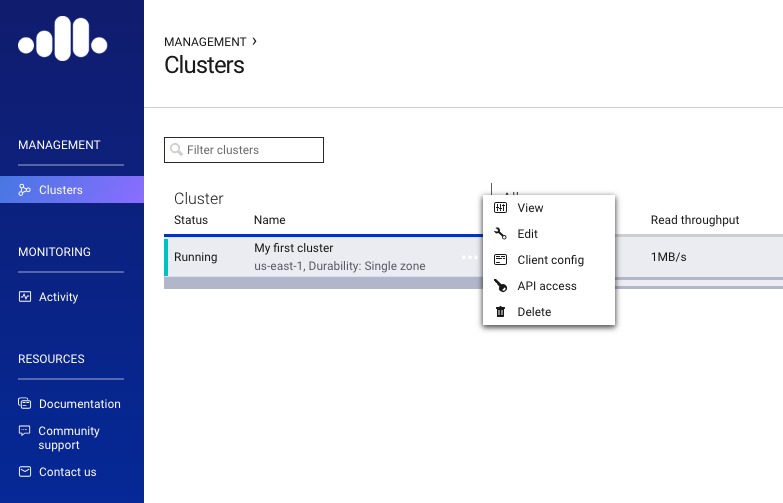 MANAGEMENT ›
Clusters
MANAGEMENT
Clusters
MONITORING
Activity
RESOURCES
Documentation
Community
support
Contact us
Filter clusters
Cluster
Status Name Read throughput
Running My first cluster 1MB/s
us-east-1, Durability: Single zone
View
Edit
Client config
API access
Delete